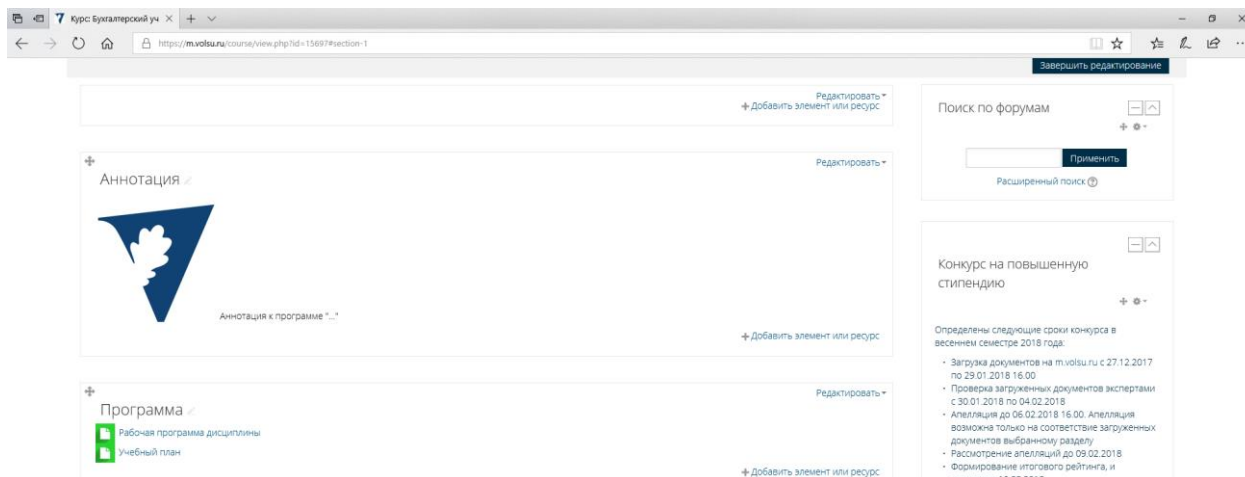 Курс: Бухгалтерский уч
https://m.volsu.ru/course/view.php?id=15697#section-1
Завершить редактирование
Редактировать
Добавить элемент или ресурс
Аннотация
Редактировать
Аннотация к программе "..."
Добавить элемент или ресурс
Программа
Редактировать
Рабочая программа дисциплины
Учебный план
Добавить элемент или ресурс
Поиск по форумам
Применить
Расширенный поиск
Конкурс на повышенную
стипендию
Определены следующие сроки конкурса в
весеннем семестре 2018 года:
Загрузка документов на m.volsu.ru с 27.12.2017
по 29.01.2018 16.00
Проверка загруженных документов экспертами
с 30.01.2018 по 04.02.2018
Апелляция до 06.02.2018 16.00. Апелляция
возможна только на соответствие загруженных
документов выбранному разделу
Рассмотрение апелляций до 09.02.2018
Формирование итогового рейтинга, и